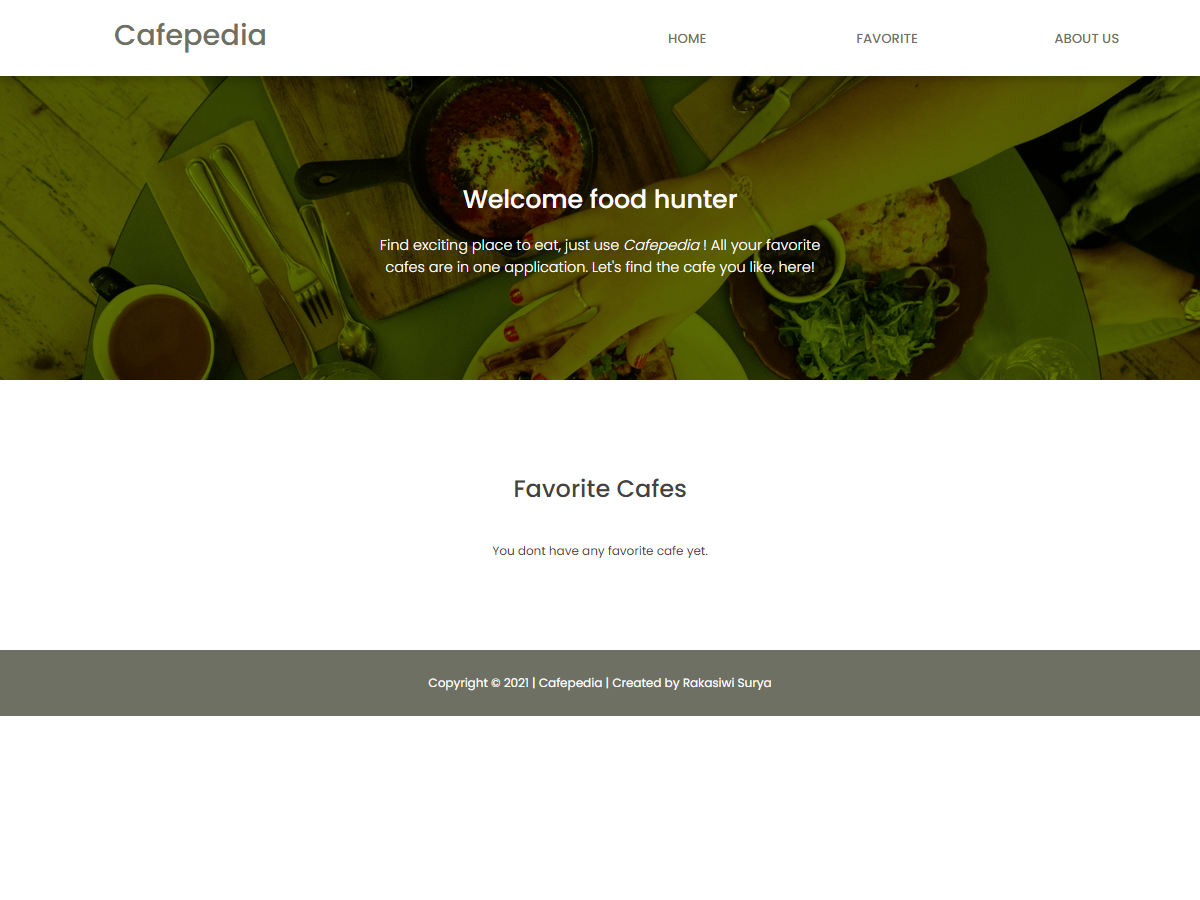 Cafepedia
HOME FAVORITE ABOUT US
Welcome food hunter
Find exciting place to eat, just use Cafepedia ! All your favorite
cafes are in one application. Let's find the cafe you like, here!
Favorite Cafes
You dont have any favorite cafe yet.
Copyright © 2021 | Cafepedia | Created by Rakasiwi Surya